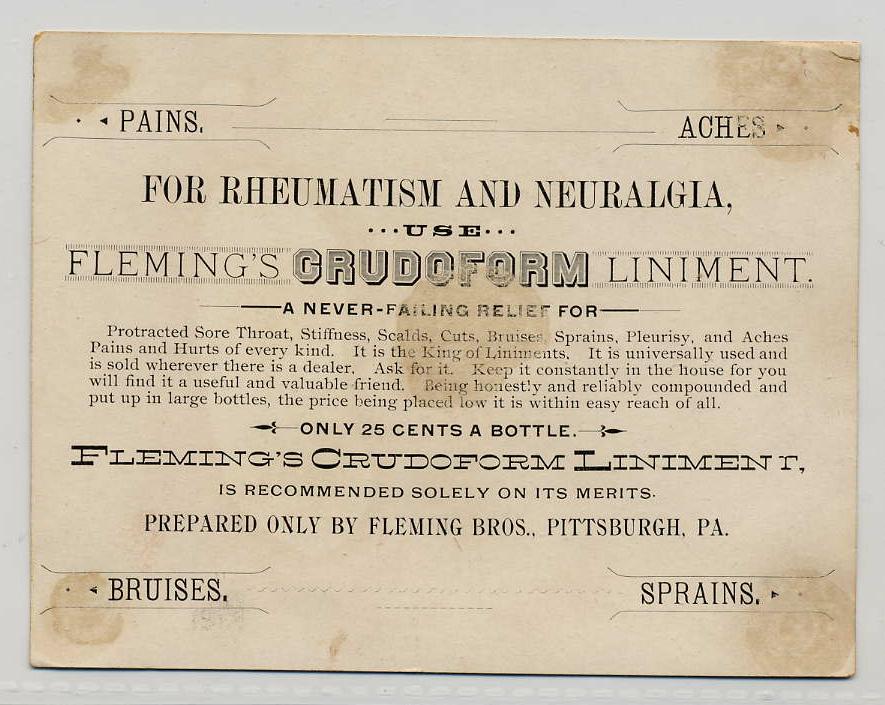 PAINS.
ACHES
FOR RHEUMATISM AND NEURALGIA,
USE
FLEMING'S CRUDOFORM LINIMENT.
A NEVER-FAILING RELIEF FOR
Protracted Sore Throat, Stiffness, Scalds, Cuts, Bruises, Sprains, Pleurisy, and Aches
Pains and Hurts of every kind. It is the King of Liniments. It is universally used and
is sold wherever there is a dealer. Ask for it. Keep it constantly in the house for you
will find it a useful and valuable friend. Being honestly and reliably compounded and
put up in large bottles, the price being placed low it is within easy reach of all.
ONLY 25 CENTS A BOTTLE.
FLEMING'S CRUDOFORM LINIMENT,
IS RECOMMENDED SOLELY ON ITS MERITS.
PREPARED ONLY BY FLEMING BROS., PITTSBURGH, PA.
BRUISES.
SPRAINS.